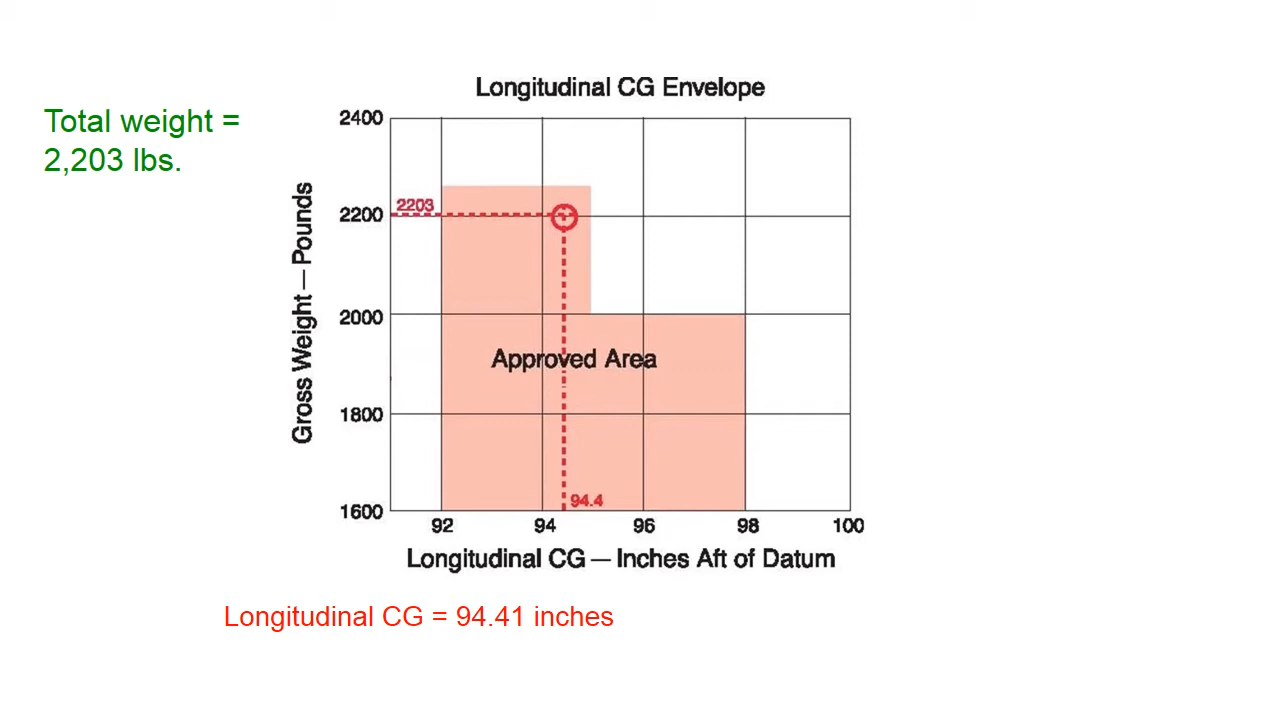 Longitudinal CG Envelope
Total weight =
2,203 lbs.
Gross Weight — Pounds
2400
2200
2000
1800
1600
2203
Approved Area
94.4
92 94 96 98 100
Longitudinal CG — Inches Aft of Datum
Longitudinal CG = 94.41 inches